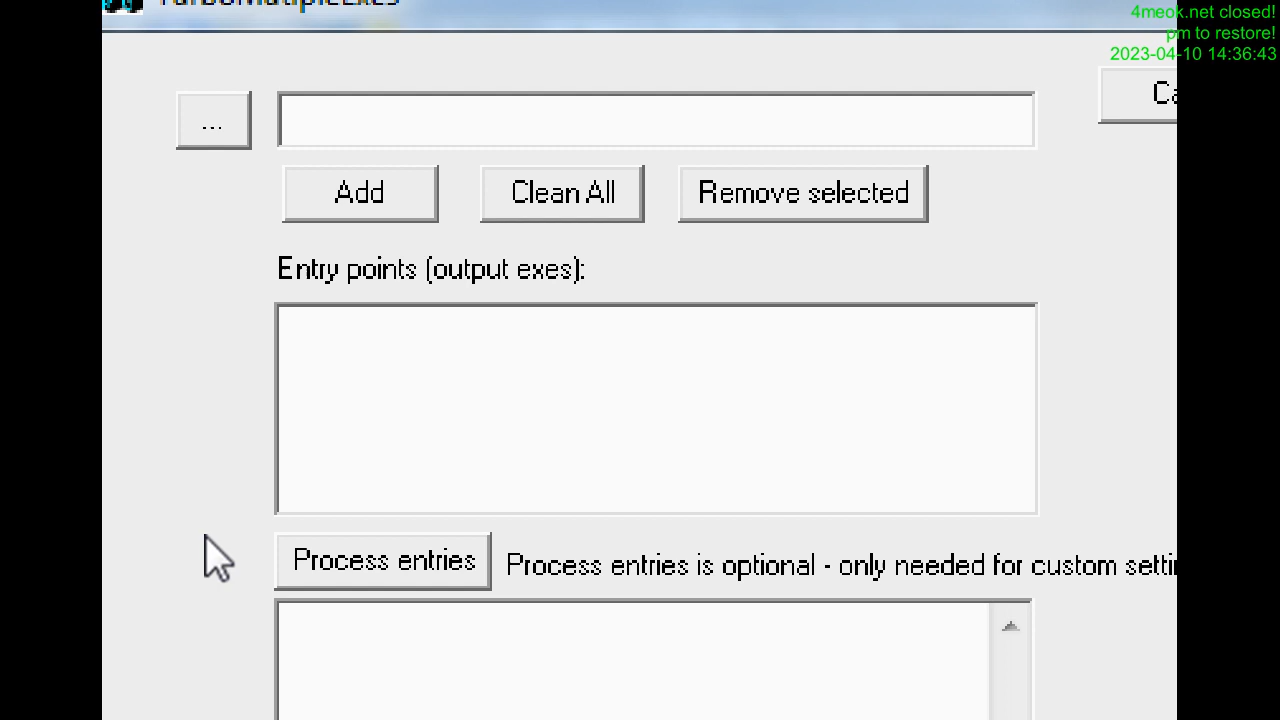 4meok.net closed!
pm to restore!
2023-04-10 14:36:43
...
Add
Clean All
Remove selected
Entry points (output exes):
Process entries
Process entries is optional - only needed for custom